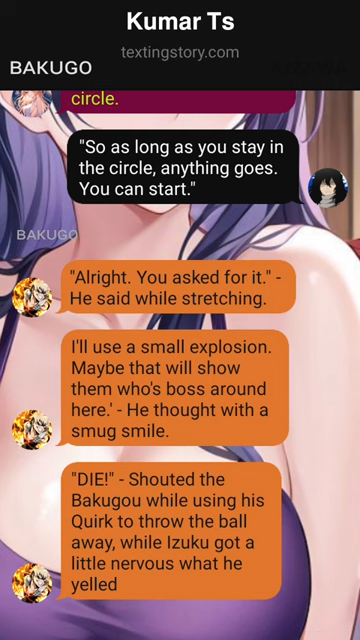 Kumar Ts
textingstory.com
BAKUGO
circle.
"So as long as you stay in
the circle, anything goes.
You can start."
BAKUGO
"Alright. You asked for it." -
He said while stretching.
I'll use a small explosion.
Maybe that will show
them who's boss around
here.' - He thought with a
smug smile.
"DIE!" - Shouted the
Bakugou while using his
Quirk to throw the ball
away, while Izuku got a
little nervous what he
yelled